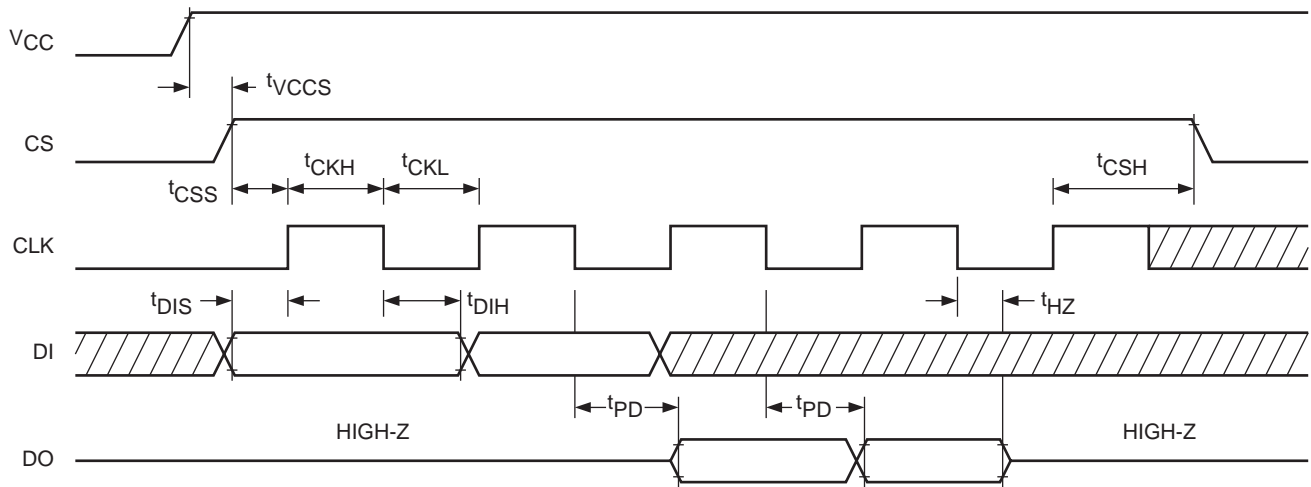 VCC
tVCCS
CS
tCKH
tCKL
tCSH
tCSS
CLK
tDIS
tDIH
tHZ
DI
tPD
tPD
HIGH-Z
HIGH-Z
DO